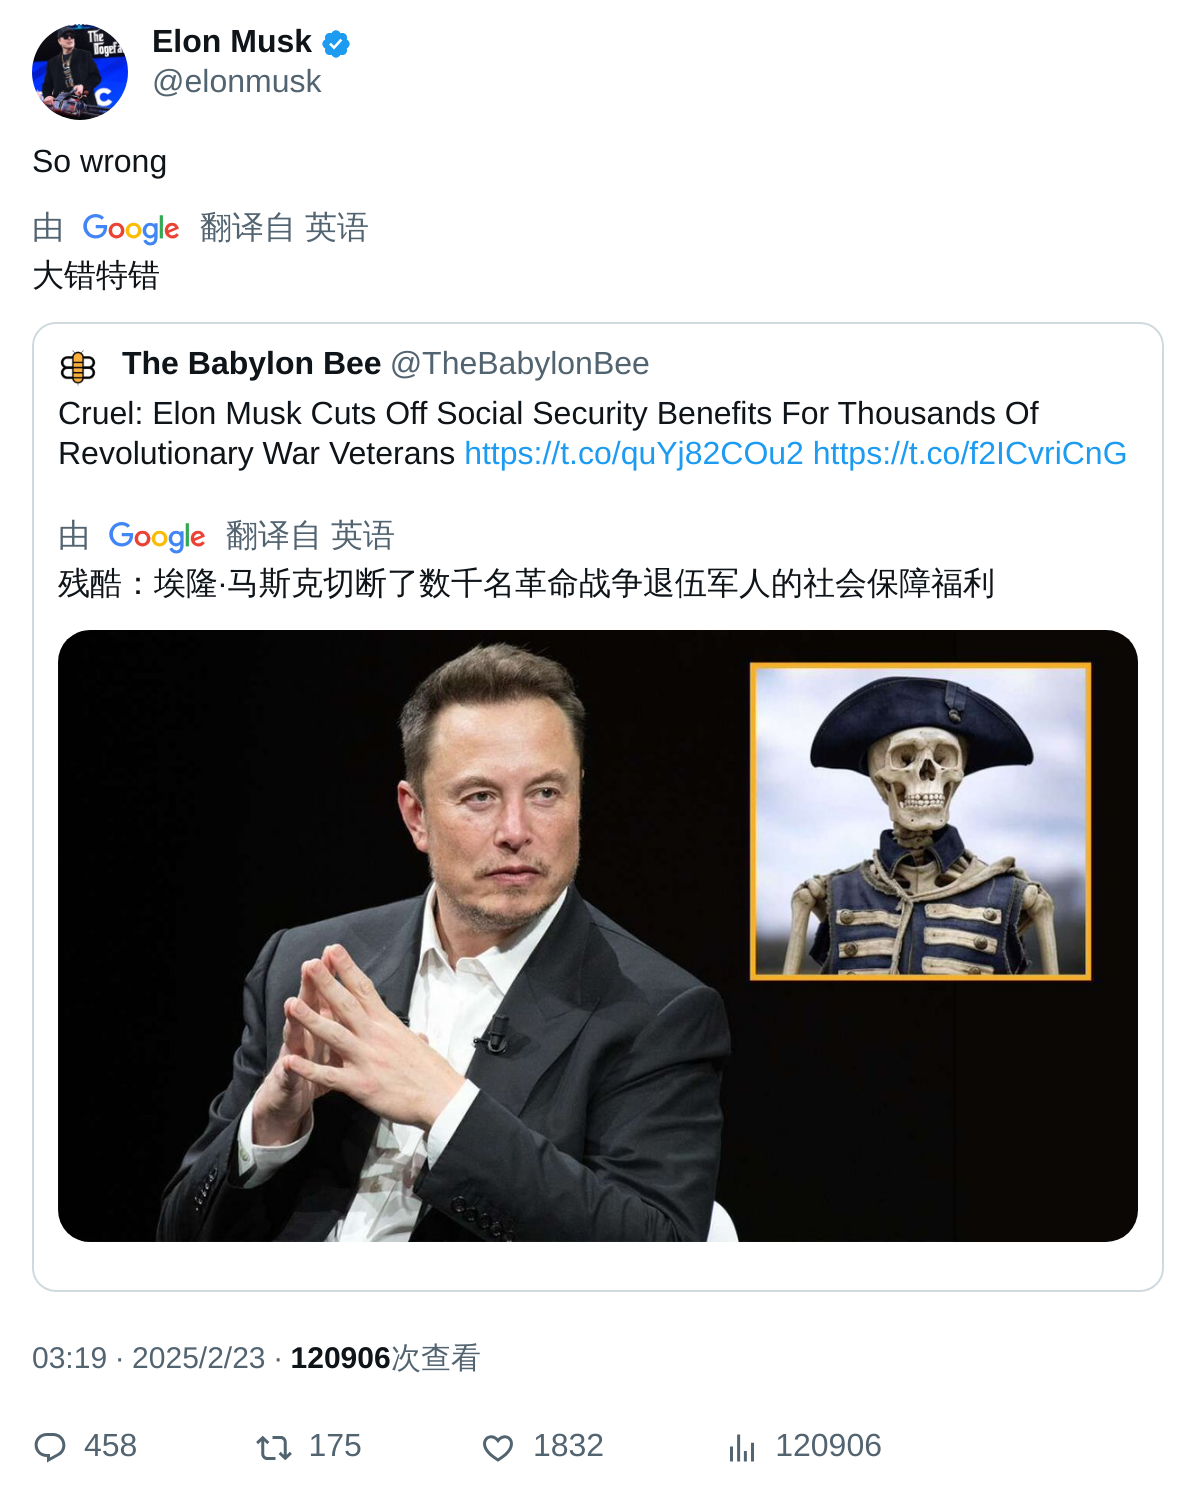 The
Dogefa
C
Elon Musk
@elonmusk
So wrong
由 Google 翻译自 英语
大错特错
The Babylon Bee @TheBabylonBee
Cruel: Elon Musk Cuts Off Social Security Benefits For Thousands Of
Revolutionary War Veterans https://t.co/quYj82COu2 https://t.co/f2ICvriCnG
由 Google 翻译自 英语
残酷：埃隆·马斯克切断了数千名革命战争退伍军人的社会保障福利
03:19 · 2025/2/23 · 120906次查看
458 175 1832 120906